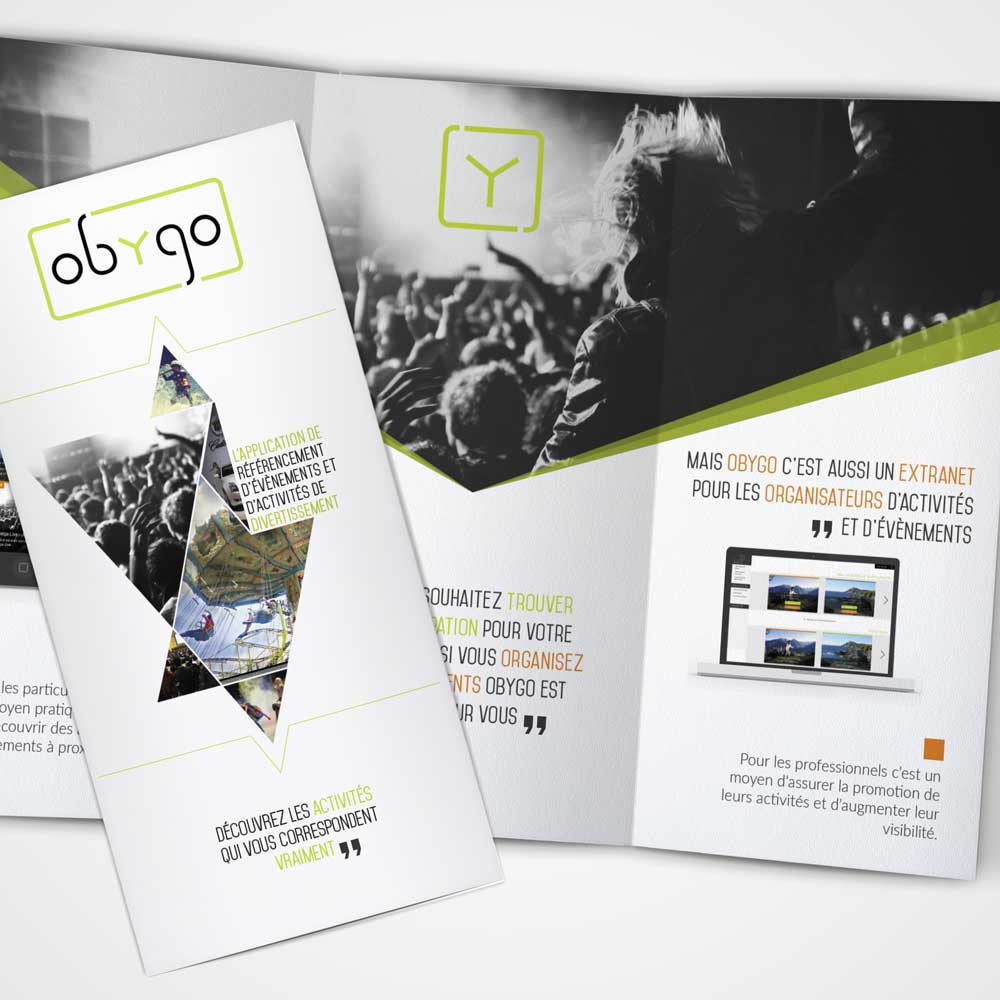 obygo
L'APPLICATION DE
RÉFÉRENCEMENT
D'ÉVÈNEMENTS ET
D'ACTIVITÉS DE
DIVERTISSEMENT
DÉCOUVREZ LES ACTIVITÉS
QUI VOUS CORRESPONDENT
VRAIMENT ❞
les particu
oyen pratiq
couvrir des
ements à prox
Y
OUHAITEZ TROUVER
ATION POUR VOTRE
SI VOUS ORGANISEZ
ENTS OBYGO EST
UR VOUS ❞
MAIS OBYGO C'EST AUSSI UN EXTRANET
POUR LES ORGANISATEURS D'ACTIVITÉS
❞ ET D'ÉVÈNEMENTS
Pour les professionnels c'est un
moyen d'assurer la promotion de
leurs activités et d'augmenter leur
visibilité.